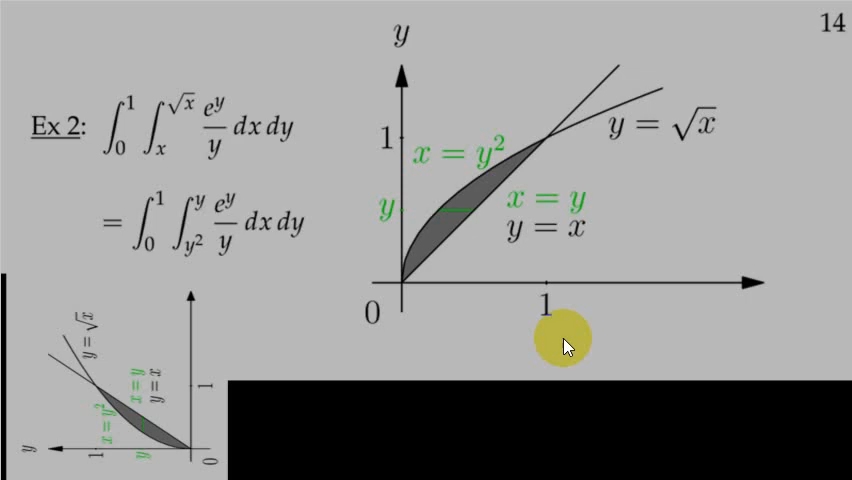 14
Ex 2: ∫₀¹ ∫ₓ^√x e^y/y dx dy
= ∫₀¹ ∫_{y²}^y e^y/y dx dy
y
1
x = y²
y = √x
y
x = y
y = x
0
1
y = √x
x = y²
x = y
y = x
1
y
1
y
0